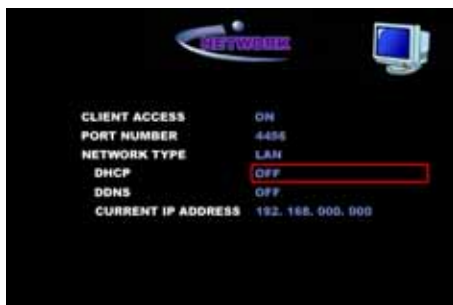 NETWORK
CLIENT ACCESS ON
PORT NUMBER 4456
NETWORK TYPE LAN
DHCP OFF
DDNS OFF
CURRENT IP ADDRESS 192. 168. 000. 000